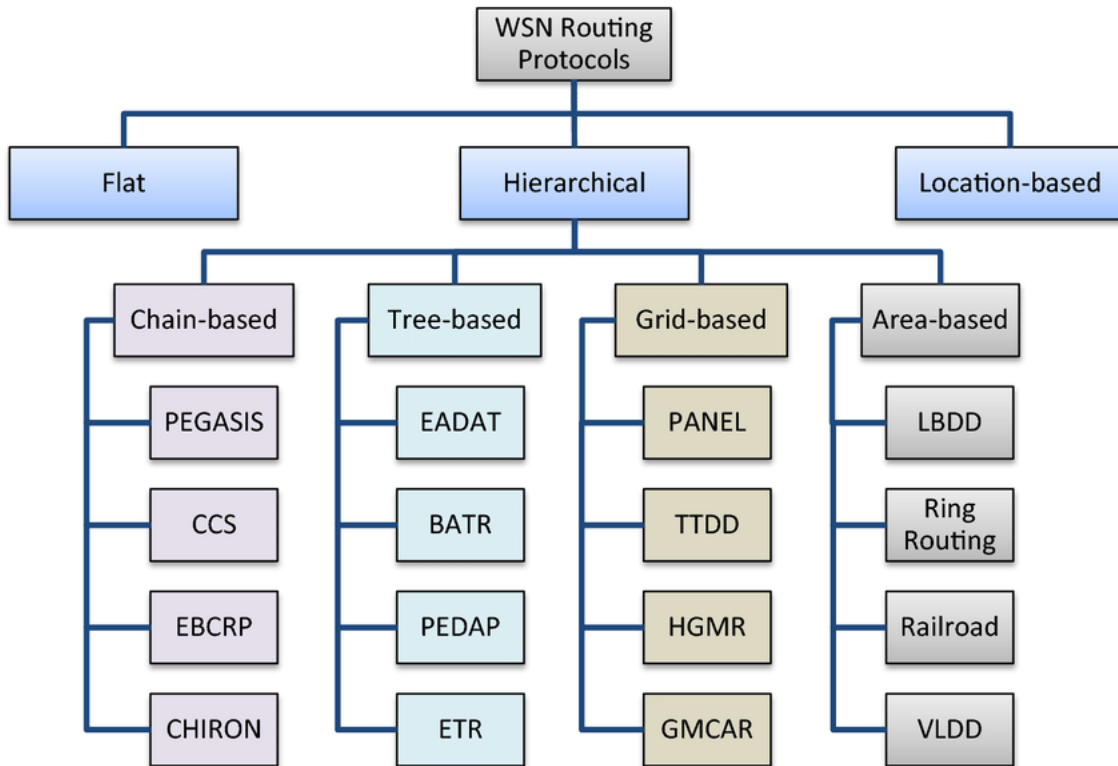 WSN Routing
Protocols
Flat
Hierarchical
Location-based
Chain-based
Tree-based
Grid-based
Area-based
PEGASIS
EADAT
PANEL
LBDD
CCS
BATR
TTDD
Ring
Routing
EBCRP
PEDAP
HGMR
Railroad
CHIRON
ETR
GMCAR
VLDD